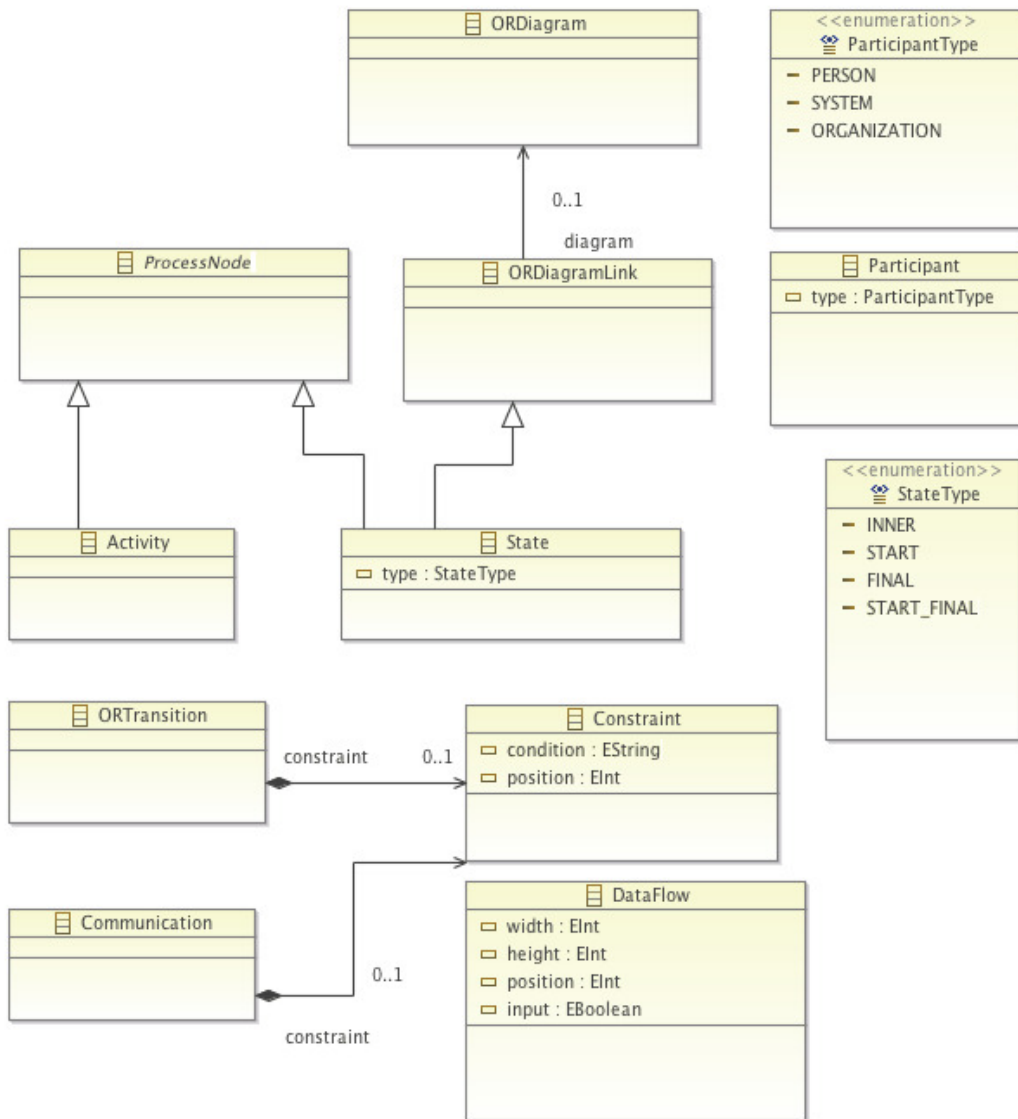 ORDiagram
<<enumeration>>
ParticipantType
PERSON
SYSTEM
ORGANIZATION
0..1
diagram
ProcessNode
ORDiagramLink
Participant
type : ParticipantType
<<enumeration>>
StateType
INNER
START
FINAL
START_FINAL
Activity
State
type : StateType
ORTransition
constraint
0..1
Constraint
condition : EString
position : EInt
Communication
0..1
constraint
DataFlow
width : EInt
height : EInt
position : EInt
input : EBoolean